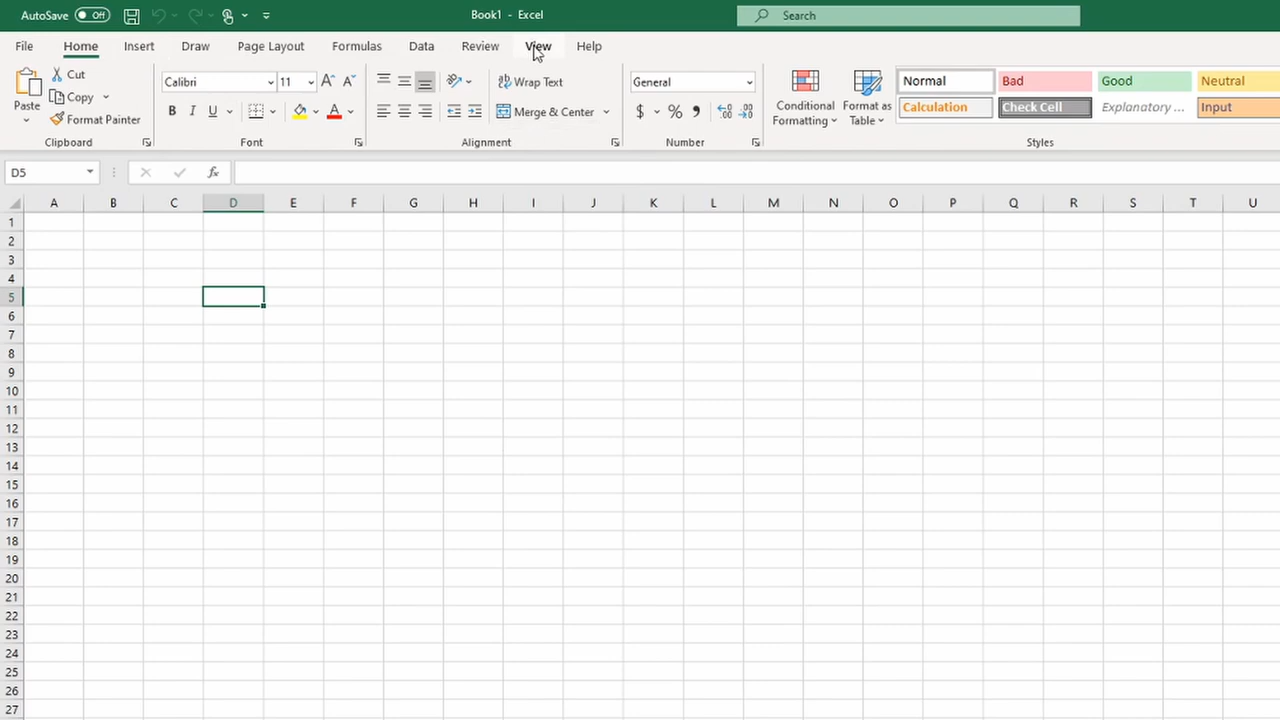 AutoSave Off Book1 - Excel Search
File Home Insert Draw Page Layout Formulas Data Review View Help
Paste
Cut
Copy
Format Painter
Clipboard
Calibri 11
B I U A
Font
Wrap Text
Merge & Center
Alignment
General
$ % ,
Number
Conditional Formatting
Format as Table
Normal Bad Good Neutral
Calculation Check Cell Explanatory ... Input
Styles
D5 fx
A B C D E F G H I J K L M N O P Q R S T U
1
2
3
4
5
6
7
8
9
10
11
12
13
14
15
16
17
18
19
20
21
22
23
24
25
26
27